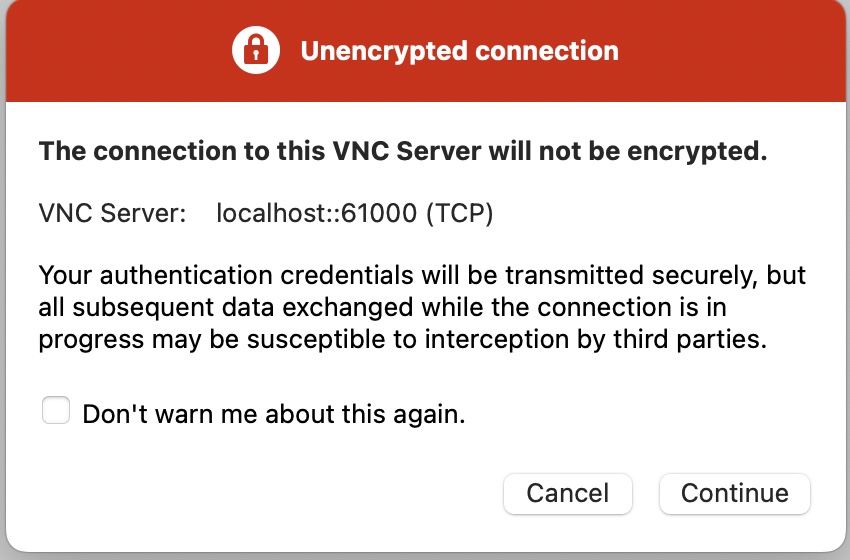 Unencrypted connection
The connection to this VNC Server will not be encrypted.
VNC Server: localhost::61000 (TCP)
Your authentication credentials will be transmitted securely, but
all subsequent data exchanged while the connection is in
progress may be susceptible to interception by third parties.
Don't warn me about this again.
Cancel Continue